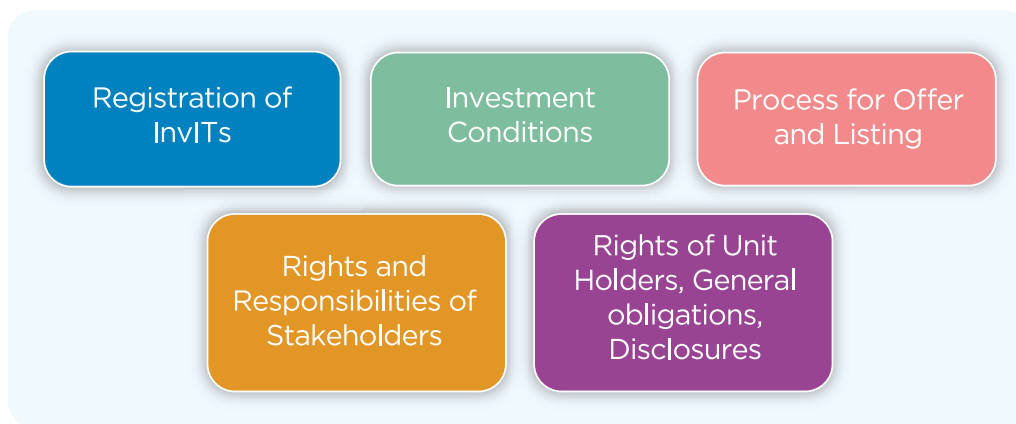 Registration of
InvITs
Investment
Conditions
Process for Offer
and Listing
Rights and
Responsibilities of
Stakeholders
Rights of Unit
Holders, General
obligations,
Disclosures